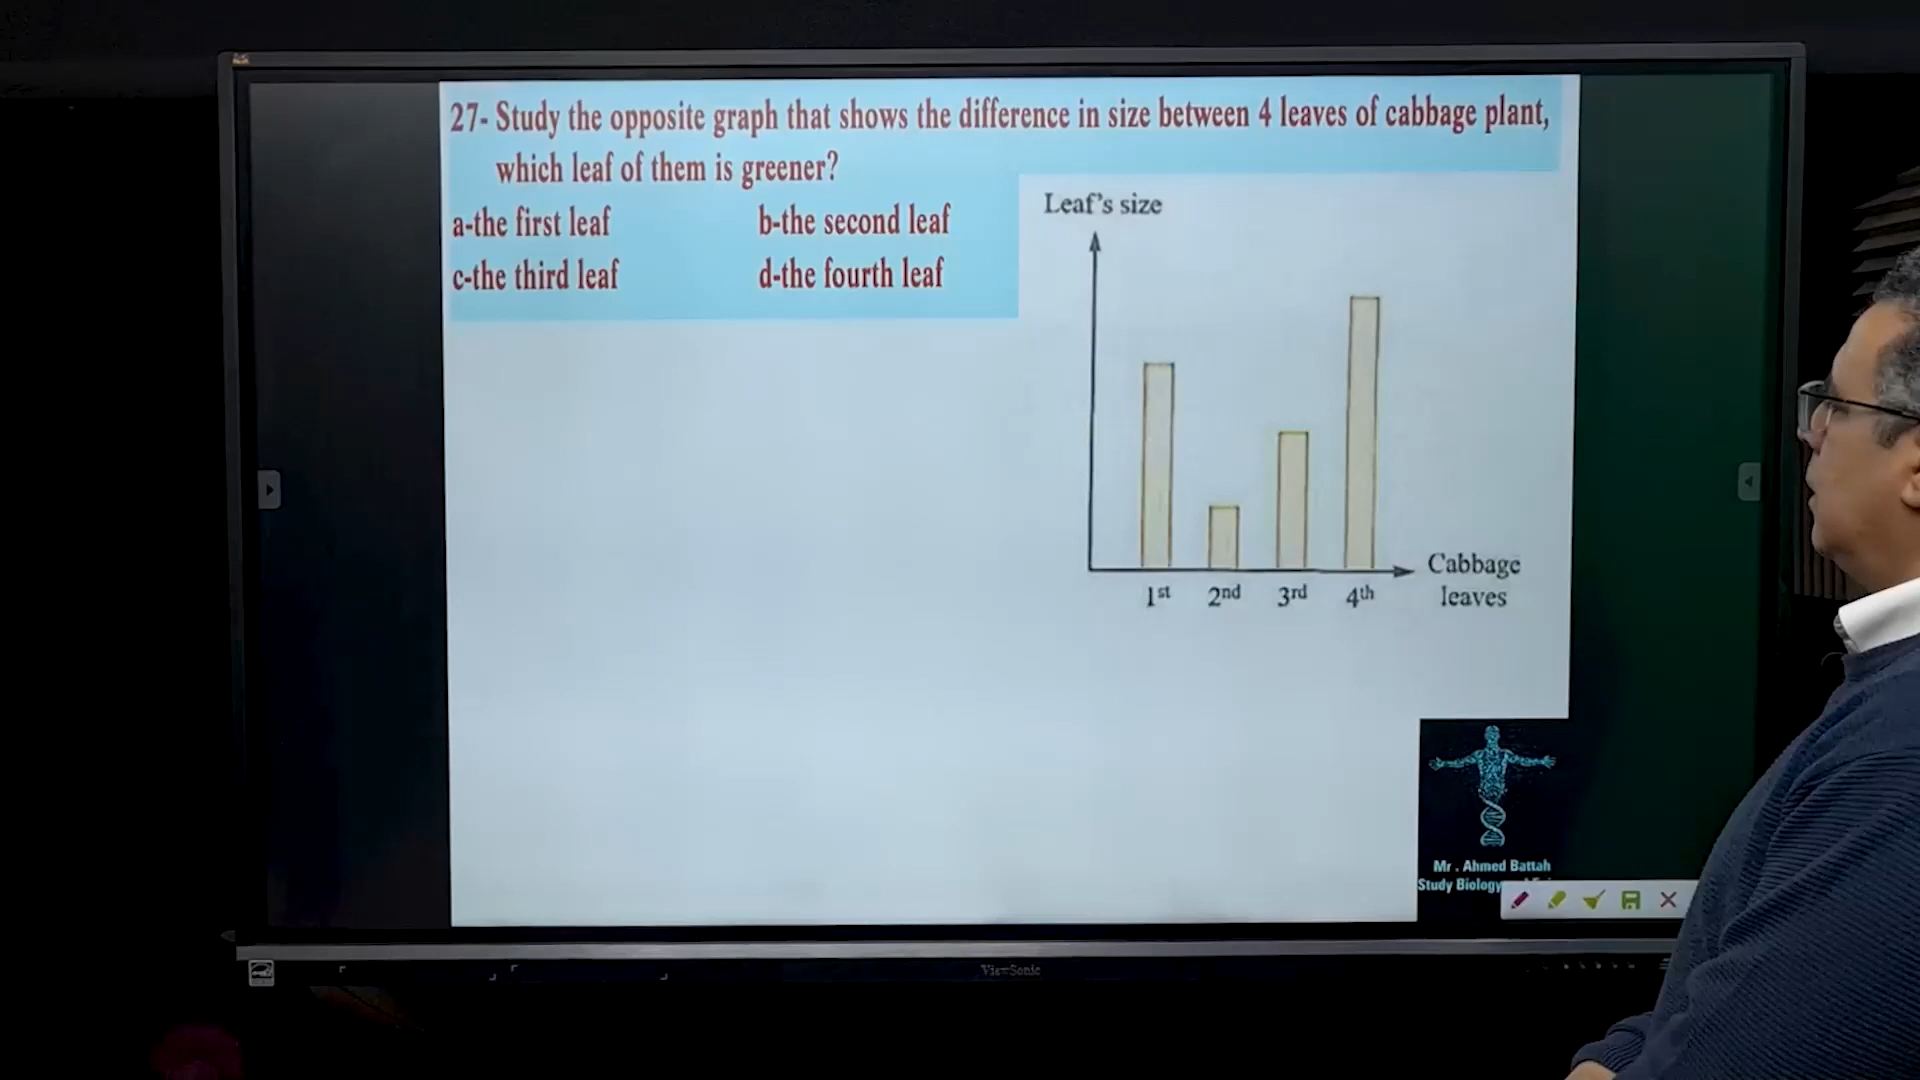 27- Study the opposite graph that shows the difference in size between 4 leaves of cabbage plant,
which leaf of them is greener?
a-the first leaf
b-the second leaf
c-the third leaf
d-the fourth leaf
Leaf's size
1st 2nd 3rd 4th
Cabbage
leaves
Mr . Ahmed Battah
Study Biology
ViewSonic